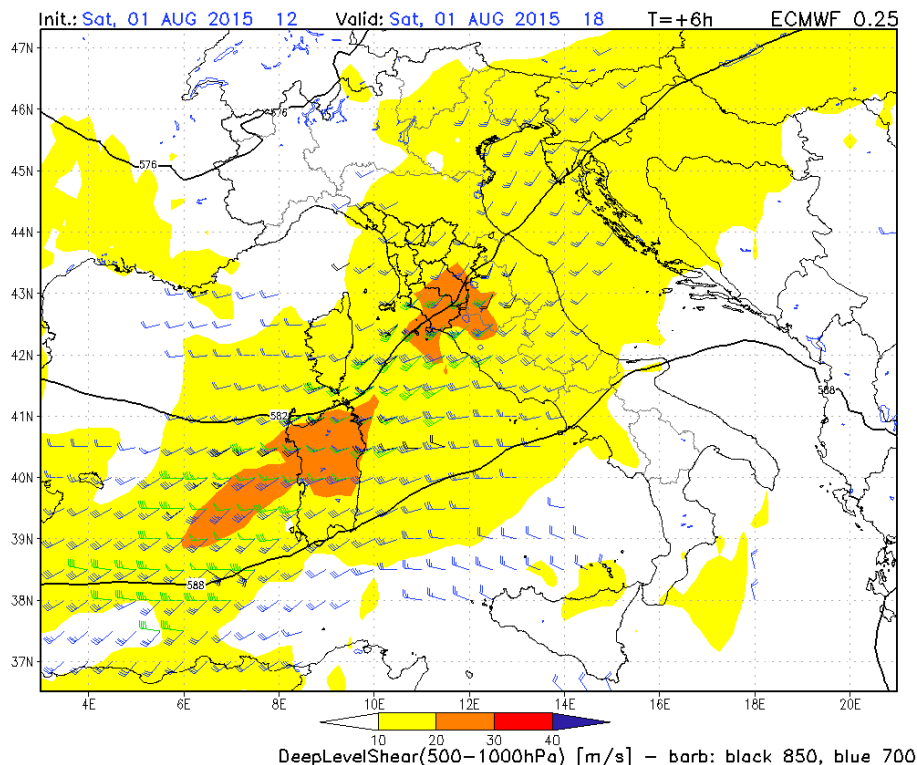 Init.: Sat, 01 AUG 2015 12 Valid: Sat, 01 AUG 2015 18 T=+6h ECMWF 0.25
47N
46N
45N
44N
43N
42N
41N
40N
39N
38N
37N
576
576
582
588
588
4E 6E 8E 10E 12E 14E 16E 18E 20E
10 20 30 40
DeepLevelShear(500-1000hPa) [m/s] - barb: black 850, blue 700